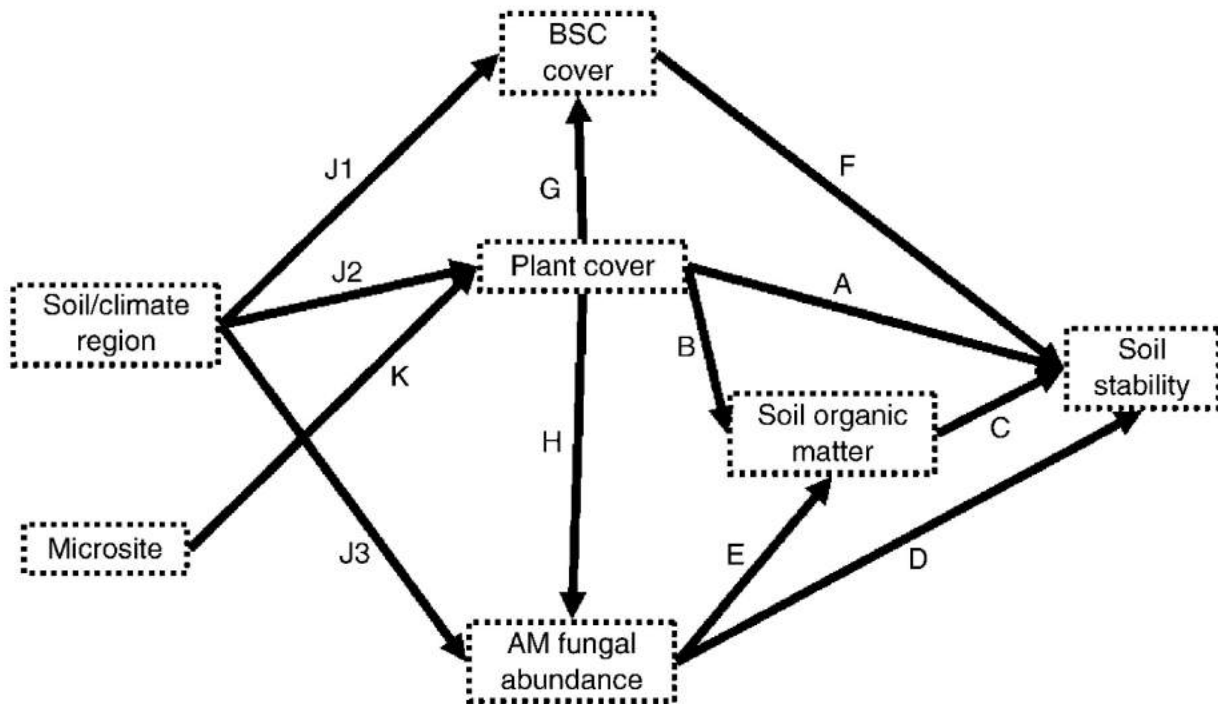 BSC
cover
J1
F
G
Plant cover
J2
A
Soil/climate
region
B
Soil
stability
K
Soil organic
matter
C
H
Microsite
J3
E
D
AM fungal
abundance